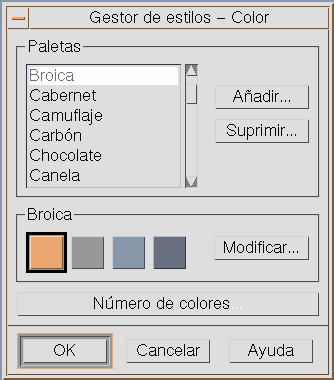 Gestor de estilos – Color
Paletas
Broica
Cabernet
Camuflaje
Carbón
Chocolate
Canela
Añadir...
Suprimir...
Broica
Modificar...
Número de colores...
OK
Cancelar
Ayuda